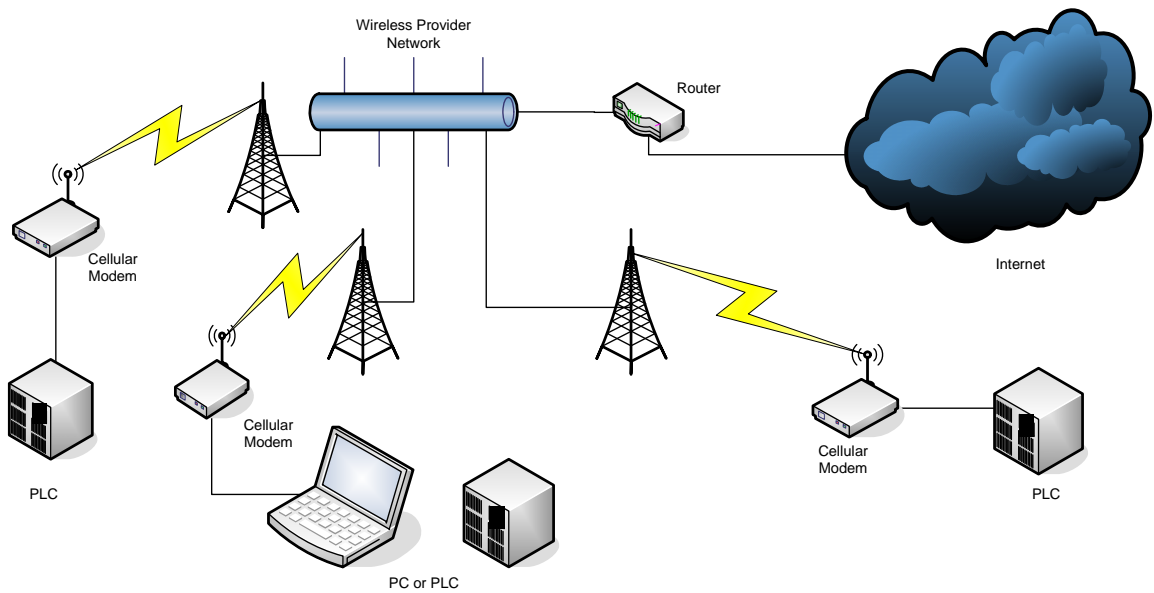 Wireless Provider
Network
Router
Internet
Cellular
Modem
Cellular
Modem
Cellular
Modem
PLC
PLC
PC or PLC